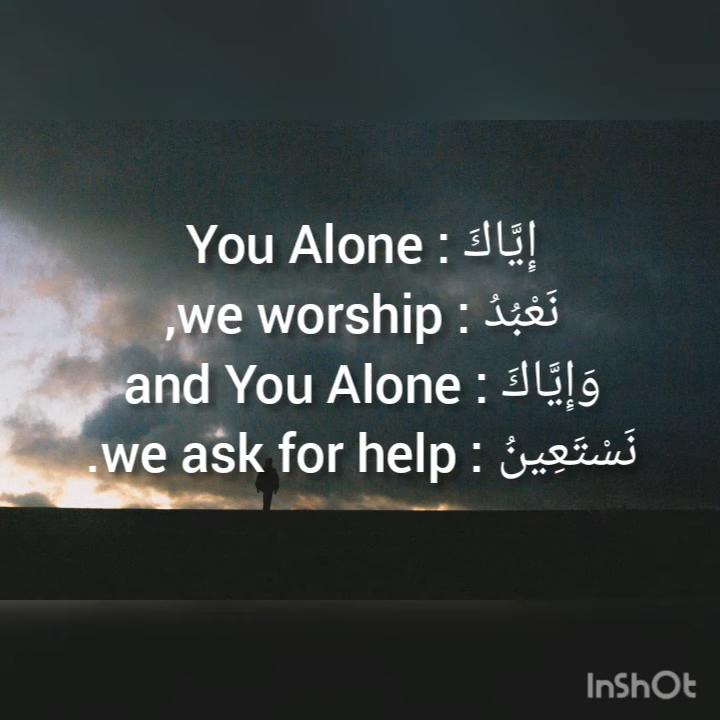 إِيَّاكَ : You Alone
نَعْبُدُ : we worship,
وَإِيَّاكَ : and You Alone
نَسْتَعِينُ : we ask for help.
InShOt